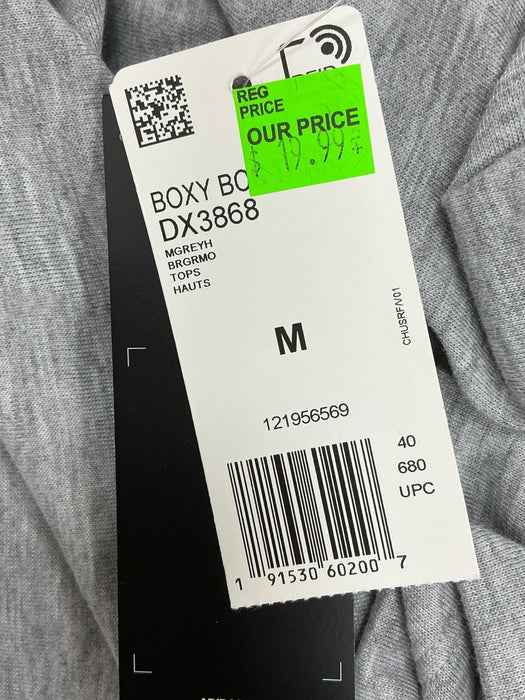 REG
PRICE
OUR PRICE
$ 19.99
BOXY BO
DX3868
MGREYH
BRGRMO
TOPS
HAUTS
CHUSRF/V01
M
121956569
40
680
UPC
1 91530 60200 7